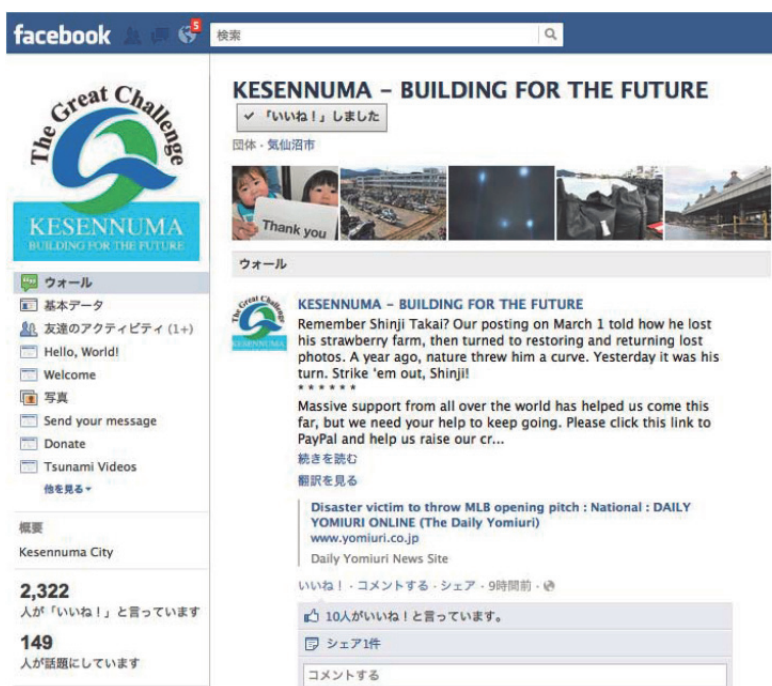 facebook
5
検索
The Great Challenge
KESENNUMA
BUILDING FOR THE FUTURE
ウォール
基本データ
友達のアクティビティ (1+)
Hello, World!
Welcome
写真
Send your message
Donate
Tsunami Videos
他を見る
概要
Kesennuma City
2,322
人が「いいね！」と言っています
149
人が話題にしています
KESENNUMA – BUILDING FOR THE FUTURE
✓ 「いいね！」しました
団体・気仙沼市
Thank you
ウォール
The Great Challenge
KESENNUMA
KESENNUMA – BUILDING FOR THE FUTURE
Remember Shinji Takai? Our posting on March 1 told how he lost
his strawberry farm, then turned to restoring and returning lost
photos. A year ago, nature threw him a curve. Yesterday it was his
turn. Strike 'em out, Shinji!
* * * * * *
Massive support from all over the world has helped us come this
far, but we need your help to keep going. Please click this link to
PayPal and help us raise our cr...
続きを読む
翻訳を見る
Disaster victim to throw MLB opening pitch : National : DAILY
YOMIURI ONLINE (The Daily Yomiuri)
www.yomiuri.co.jp
Daily Yomiuri News Site
いいね！・コメントする・シェア・9時間前・
10人がいいね！と言っています。
シェア1件
コメントする